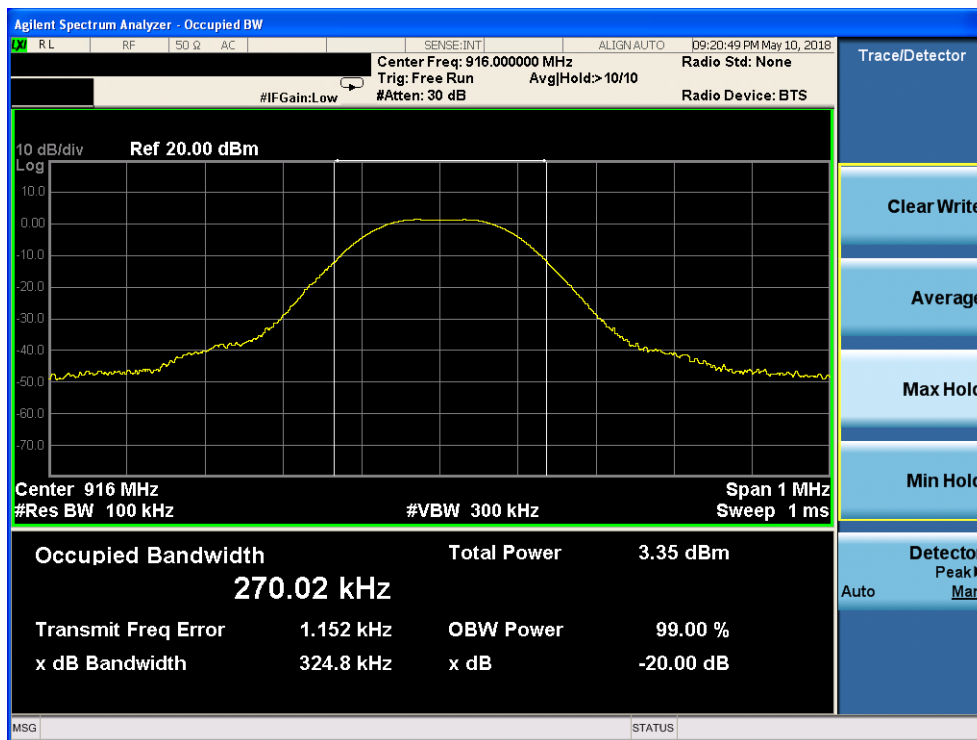 Agilent Spectrum Analyzer - Occupied BW
LXI RL RF 50 Ω AC SENSE:INT ALIGN AUTO 09:20:49 PM May 10, 2018
Center Freq: 916.000000 MHz Radio Std: None
Trig: Free Run Avg|Hold:>10/10
#IFGain:Low #Atten: 30 dB Radio Device: BTS
10 dB/div Ref 20.00 dBm
Log
10.0
0.00
-10.0
-20.0
-30.0
-40.0
-50.0
-60.0
-70.0
Center 916 MHz Span 1 MHz
#Res BW 100 kHz #VBW 300 kHz Sweep 1 ms
Occupied Bandwidth Total Power 3.35 dBm
270.02 kHz
Transmit Freq Error 1.152 kHz OBW Power 99.00 %
x dB Bandwidth 324.8 kHz x dB -20.00 dB
MSG STATUS
Trace/Detector
Clear Write
Average
Max Hold
Min Hold
Detector
Peak
Auto Man